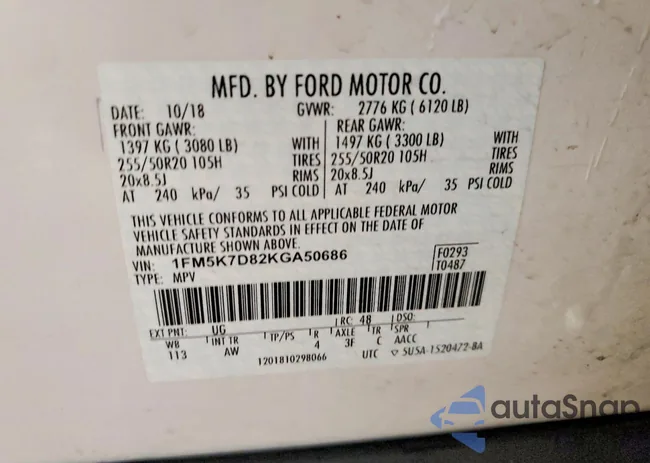 MFD. BY FORD MOTOR CO.
DATE: 10/18 GVWR: 2776 KG ( 6120 LB)
FRONT GAWR: REAR GAWR:
1397 KG ( 3080 LB) WITH 1497 KG ( 3300 LB) WITH
255/50R20 105H TIRES 255/50R20 105H TIRES
20x8.5J RIMS 20x8.5J RIMS
AT 240 kPa/ 35 PSI COLD AT 240 kPa/ 35 PSI COLD
THIS VEHICLE CONFORMS TO ALL APPLICABLE FEDERAL MOTOR
VEHICLE SAFETY STANDARDS IN EFFECT ON THE DATE OF
MANUFACTURE SHOWN ABOVE.
VIN: 1FM5K7D82KGA50686 F0293
TYPE: MPV T0487
EXT PNT: UG RC: 48 DSO:
WB INT TR TP/PS R AXLE TR SPR
113 AW 4 3F C AACC
1201810298066 UTC 5U5A-1520472-BA
autoSnap